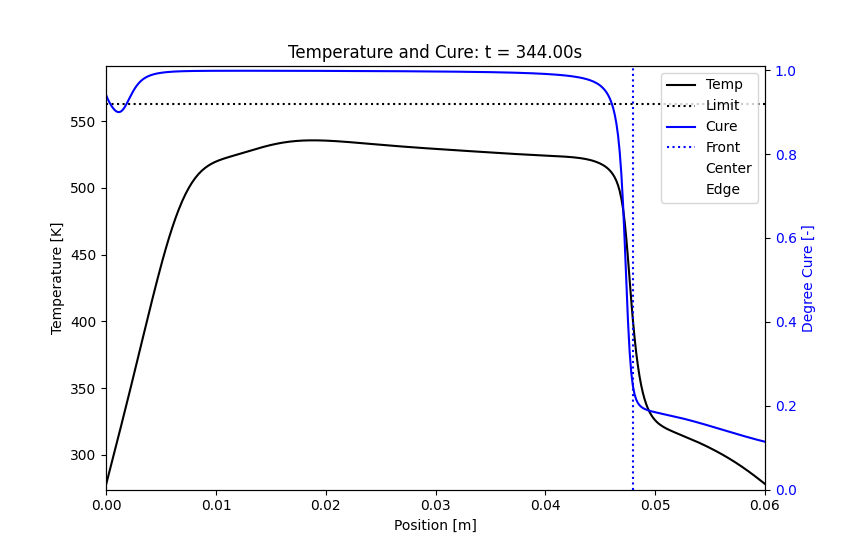 Temperature and Cure: t = 344.00s
Temperature [K]
550
500
450
400
350
300
Temp
Limit
Cure
Front
Center
Edge
1.0
0.8
0.6
0.4
0.2
0.0
Degree Cure [-]
0.00 0.01 0.02 0.03 0.04 0.05 0.06
Position [m]